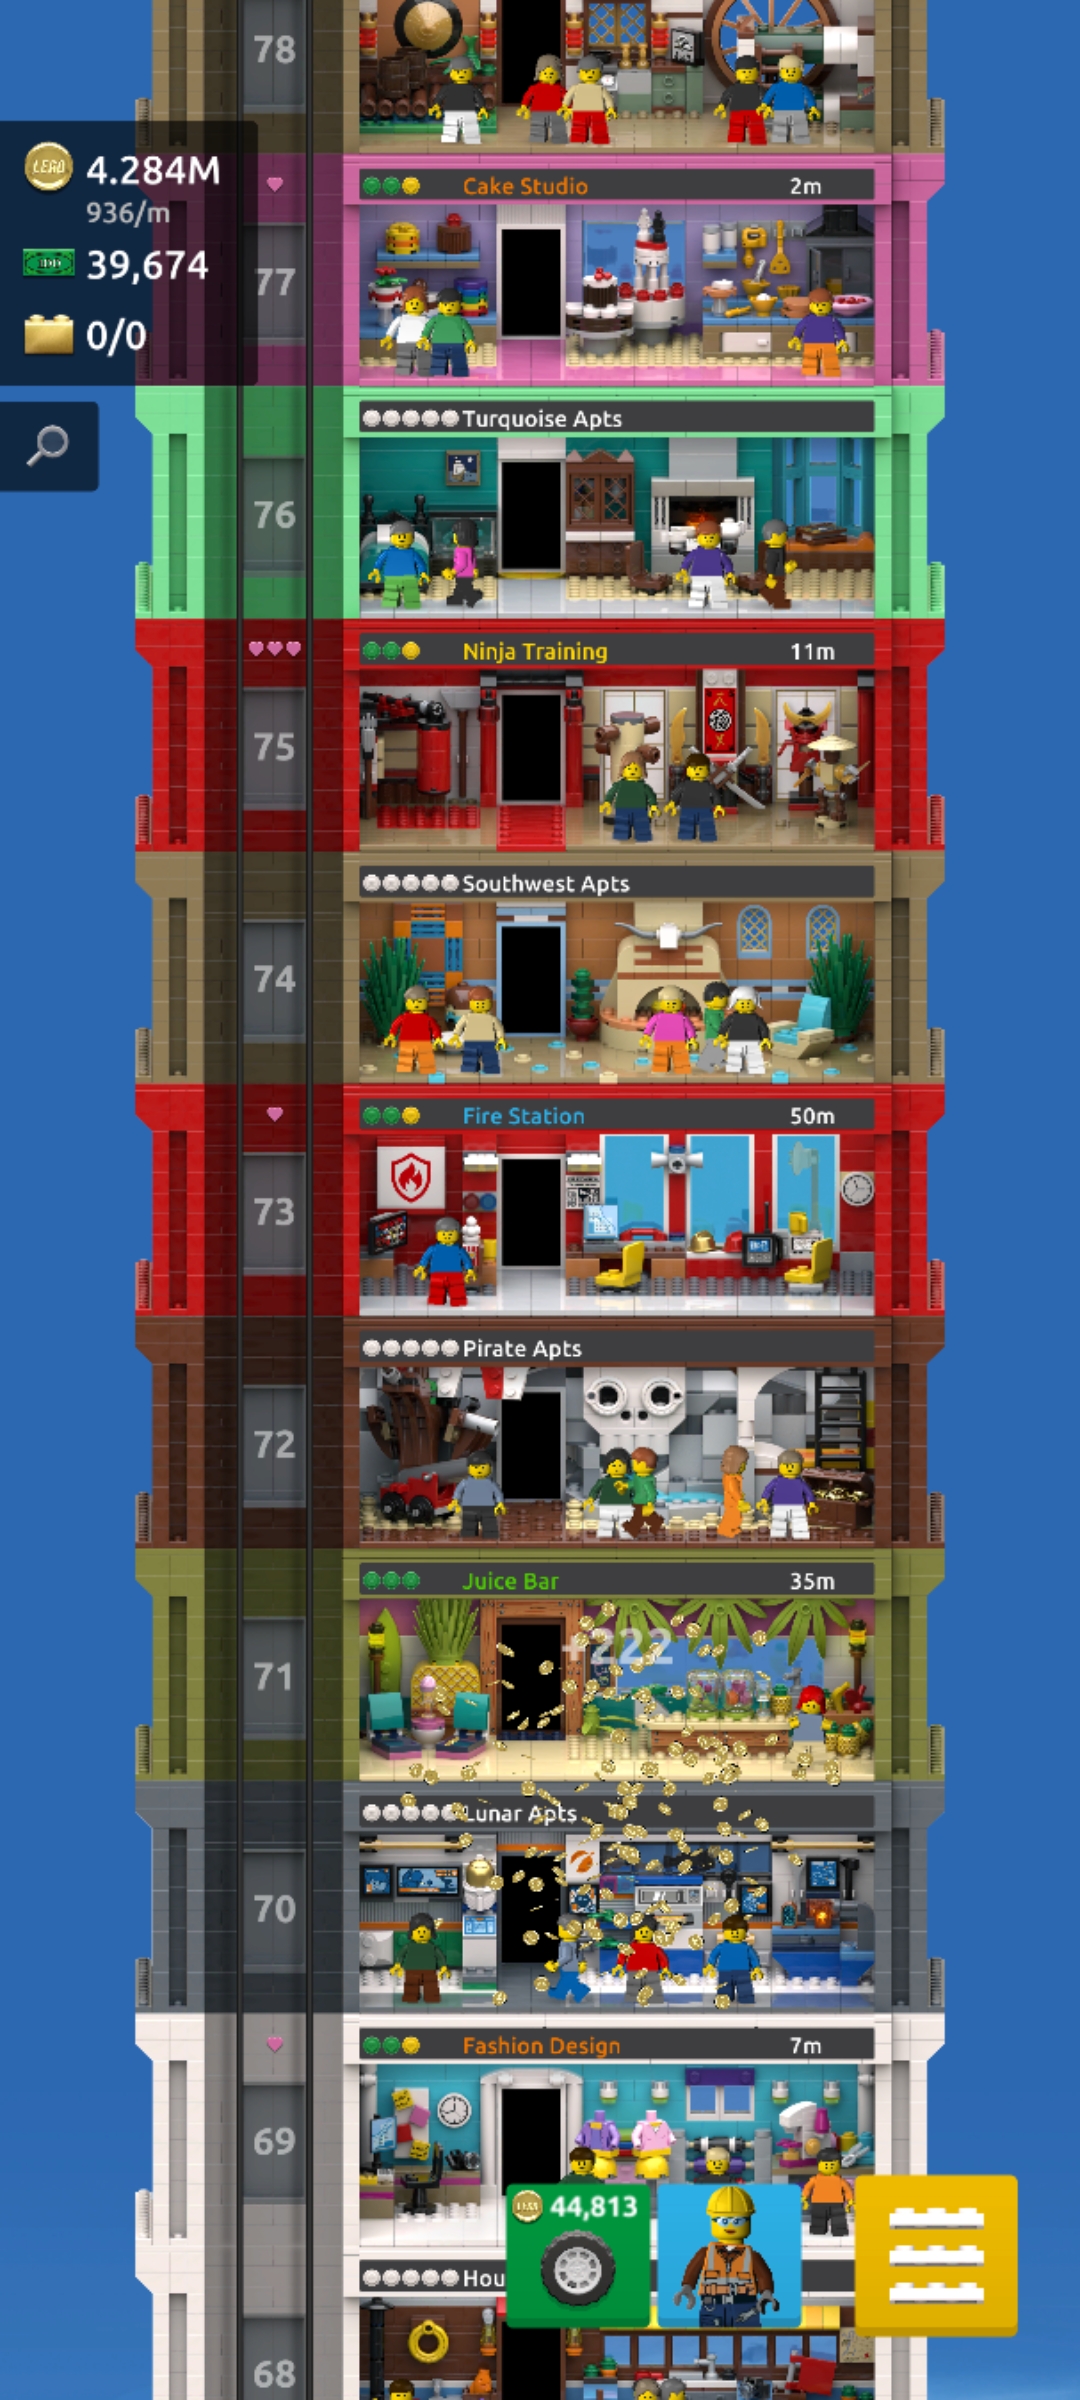 78
LEGO 4.284M
936/m
39,674
0/0
Cake Studio 2m
77
Turquoise Apts
76
Ninja Training 11m
75
Southwest Apts
74
Fire Station 50m
73
Pirate Apts
72
Juice Bar 35m
+222
71
Lunar Apts
70
Fashion Design 7m
69
44,813
Hou
68